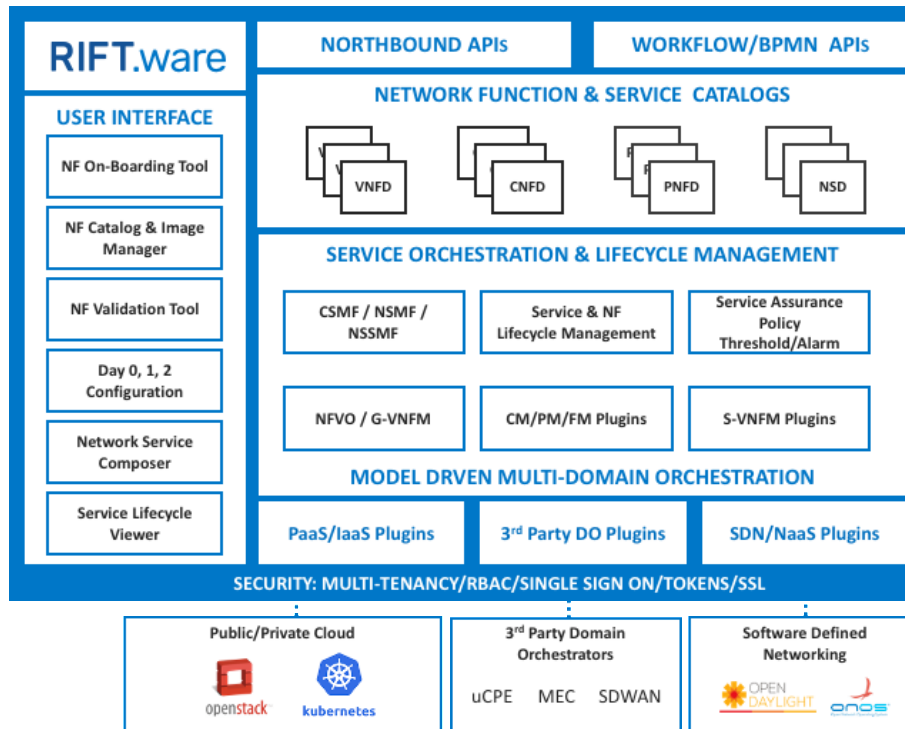 RIFT.ware
NORTHBOUND APIs
WORKFLOW/BPMN APIs
USER INTERFACE
NF On-Boarding Tool
NF Catalog & Image
Manager
NF Validation Tool
Day 0, 1, 2
Configuration
Network Service
Composer
Service Lifecycle
Viewer
NETWORK FUNCTION & SERVICE CATALOGS
VNFD
CNFD
PNFD
NSD
SERVICE ORCHESTRATION & LIFECYCLE MANAGEMENT
CSMF / NSMF /
NSSMF
Service & NF
Lifecycle Management
Service Assurance
Policy
Threshold/Alarm
NFVO / G-VNFM
CM/PM/FM Plugins
S-VNFM Plugins
MODEL DRVEN MULTI-DOMAIN ORCHESTRATION
PaaS/IaaS Plugins
3rd Party DO Plugins
SDN/NaaS Plugins
SECURITY: MULTI-TENANCY/RBAC/SINGLE SIGN ON/TOKENS/SSL
Public/Private Cloud
openstack
kubernetes
3rd Party Domain
Orchestrators
uCPE MEC SDWAN
Software Defined
Networking
OPEN
DAYLIGHT
onos